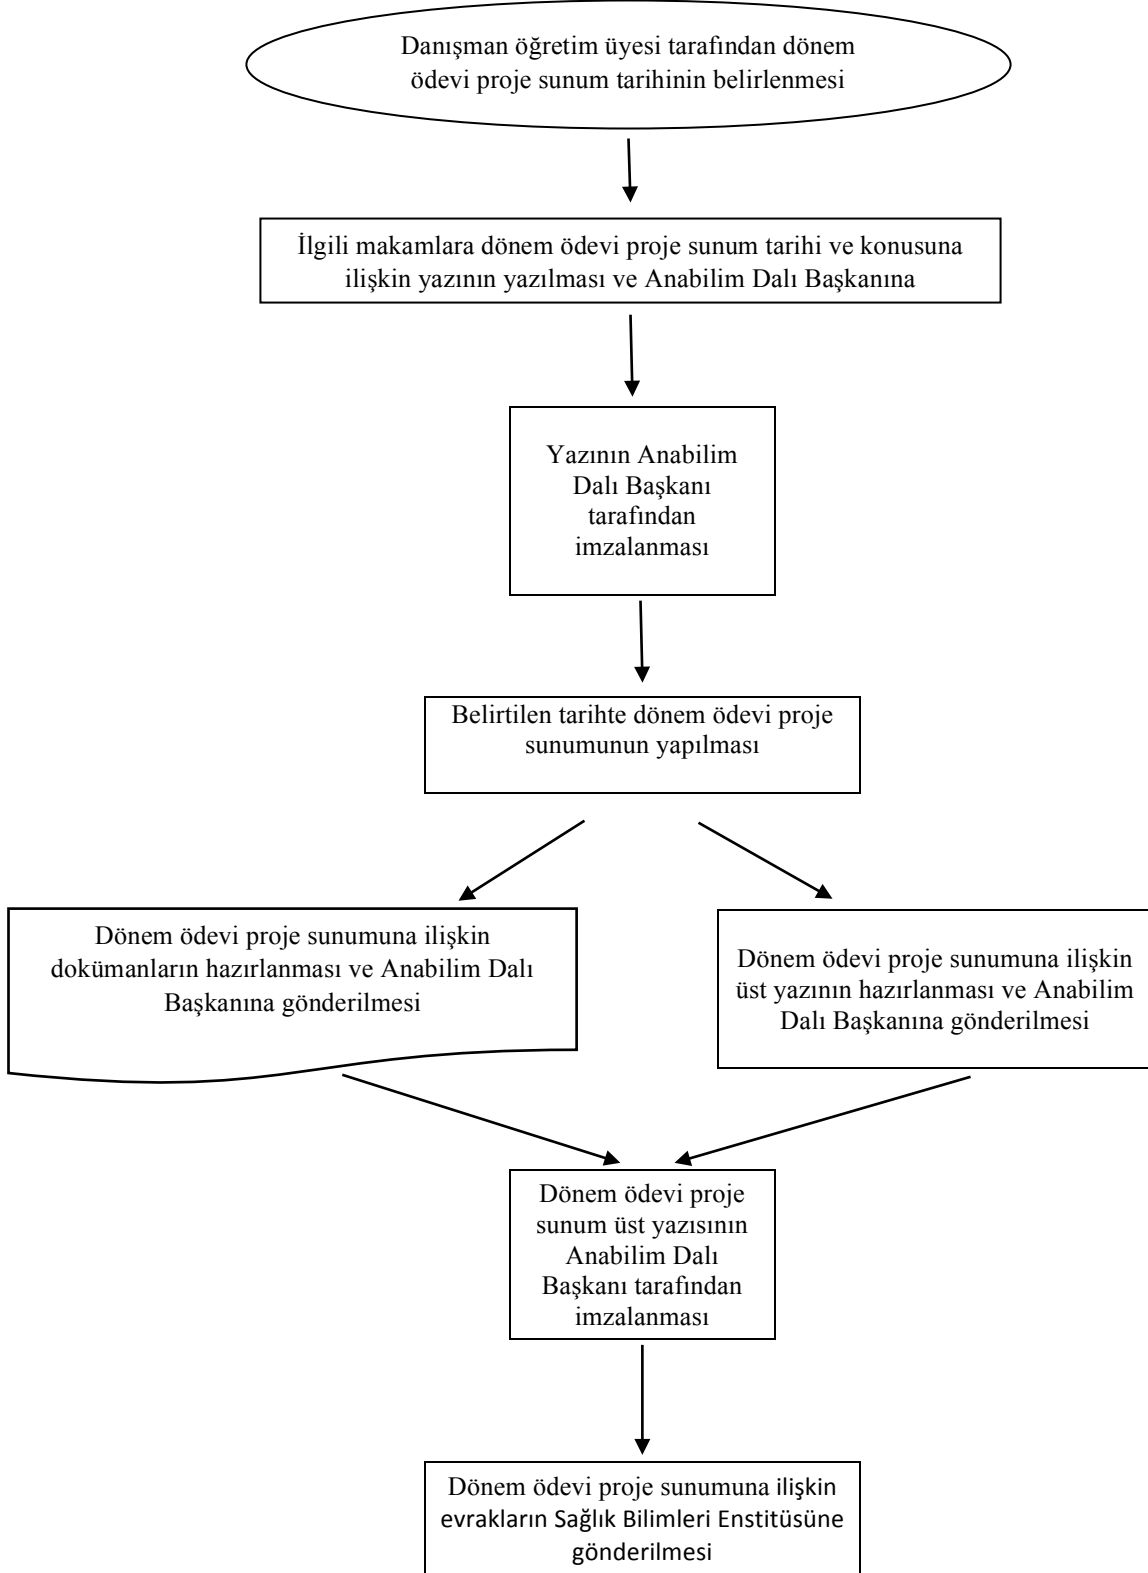 Danışman öğretim üyesi tarafından dönem
ödevi proje sunum tarihinin belirlenmesi
İlgili makamlara dönem ödevi proje sunum tarihi ve konusuna
ilişkin yazının yazılması ve Anabilim Dalı Başkanına
Yazının Anabilim
Dalı Başkanı
tarafından
imzalanması
Belirtilen tarihte dönem ödevi proje
sunumunun yapılması
Dönem ödevi proje sunumuna ilişkin
dokümanların hazırlanması ve Anabilim Dalı
Başkanına gönderilmesi
Dönem ödevi proje sunumuna ilişkin
üst yazının hazırlanması ve Anabilim
Dalı Başkanına gönderilmesi
Dönem ödevi proje
sunum üst yazısının
Anabilim Dalı
Başkanı tarafından
imzalanması
Dönem ödevi proje sunumuna ilişkin
evrakların Sağlık Bilimleri Enstitüsüne
gönderilmesi